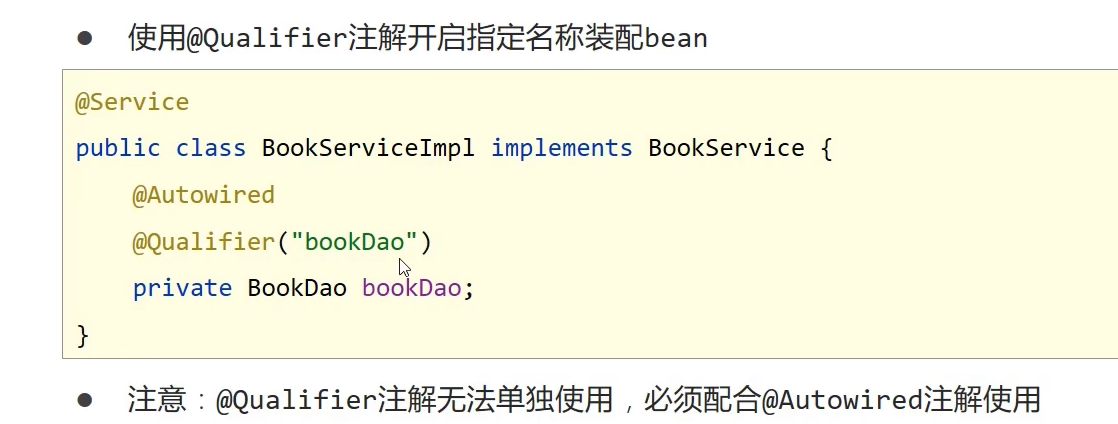 ● 使用@Qualifier注解开启指定名称装配bean
@Service
public class BookServiceImpl implements BookService {
    @Autowired
    @Qualifier("bookDao")
    private BookDao bookDao;
}
● 注意：@Qualifier注解无法单独使用，必须配合@Autowired注解使用